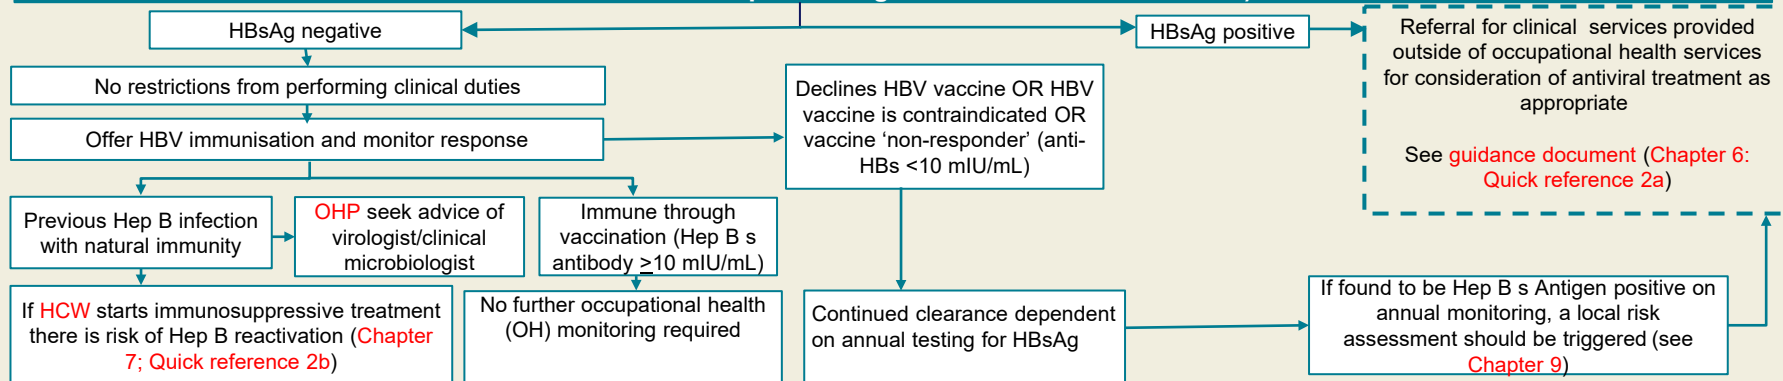 HBsAg negative
HBsAg positive
Referral for clinical services provided
outside of occupational health services
for consideration of antiviral treatment as
appropriate
See guidance document (Chapter 6:
Quick reference 2a)
No restrictions from performing clinical duties
Offer HBV immunisation and monitor response
Declines HBV vaccine OR HBV
vaccine is contraindicated OR
vaccine ‘non-responder’ (anti-
HBs <10 mIU/mL)
Previous Hep B infection
with natural immunity
OHP seek advice of
virologist/clinical
microbiologist
Immune through
vaccination (Hep B s
antibody >10 mIU/mL)
If HCW starts immunosuppressive treatment
there is risk of Hep B reactivation (Chapter
7; Quick reference 2b)
No further occupational health
(OH) monitoring required
Continued clearance dependent
on annual testing for HBsAg
If found to be Hep B s Antigen positive on
annual monitoring, a local risk
assessment should be triggered (see
Chapter 9)